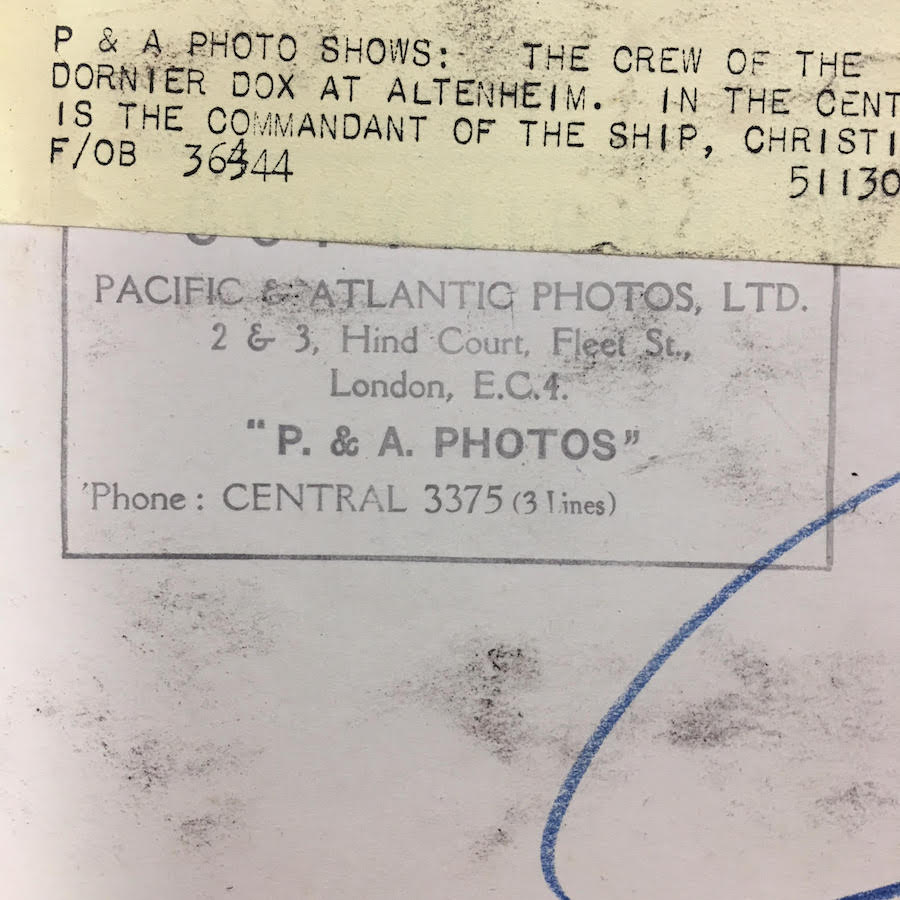 P & A PHOTO SHOWS: THE CREW OF THE
DORNIER DOX AT ALTENHEIM. IN THE CENT
IS THE COMMANDANT OF THE SHIP, CHRISTI
F/OB 36444
51130
PACIFIC & ATLANTIC PHOTOS, LTD.
2 & 3, Hind Court, Fleet St.,
London, E.C.4.
"P. & A. PHOTOS"
'Phone: CENTRAL 3375 (3 Lines)